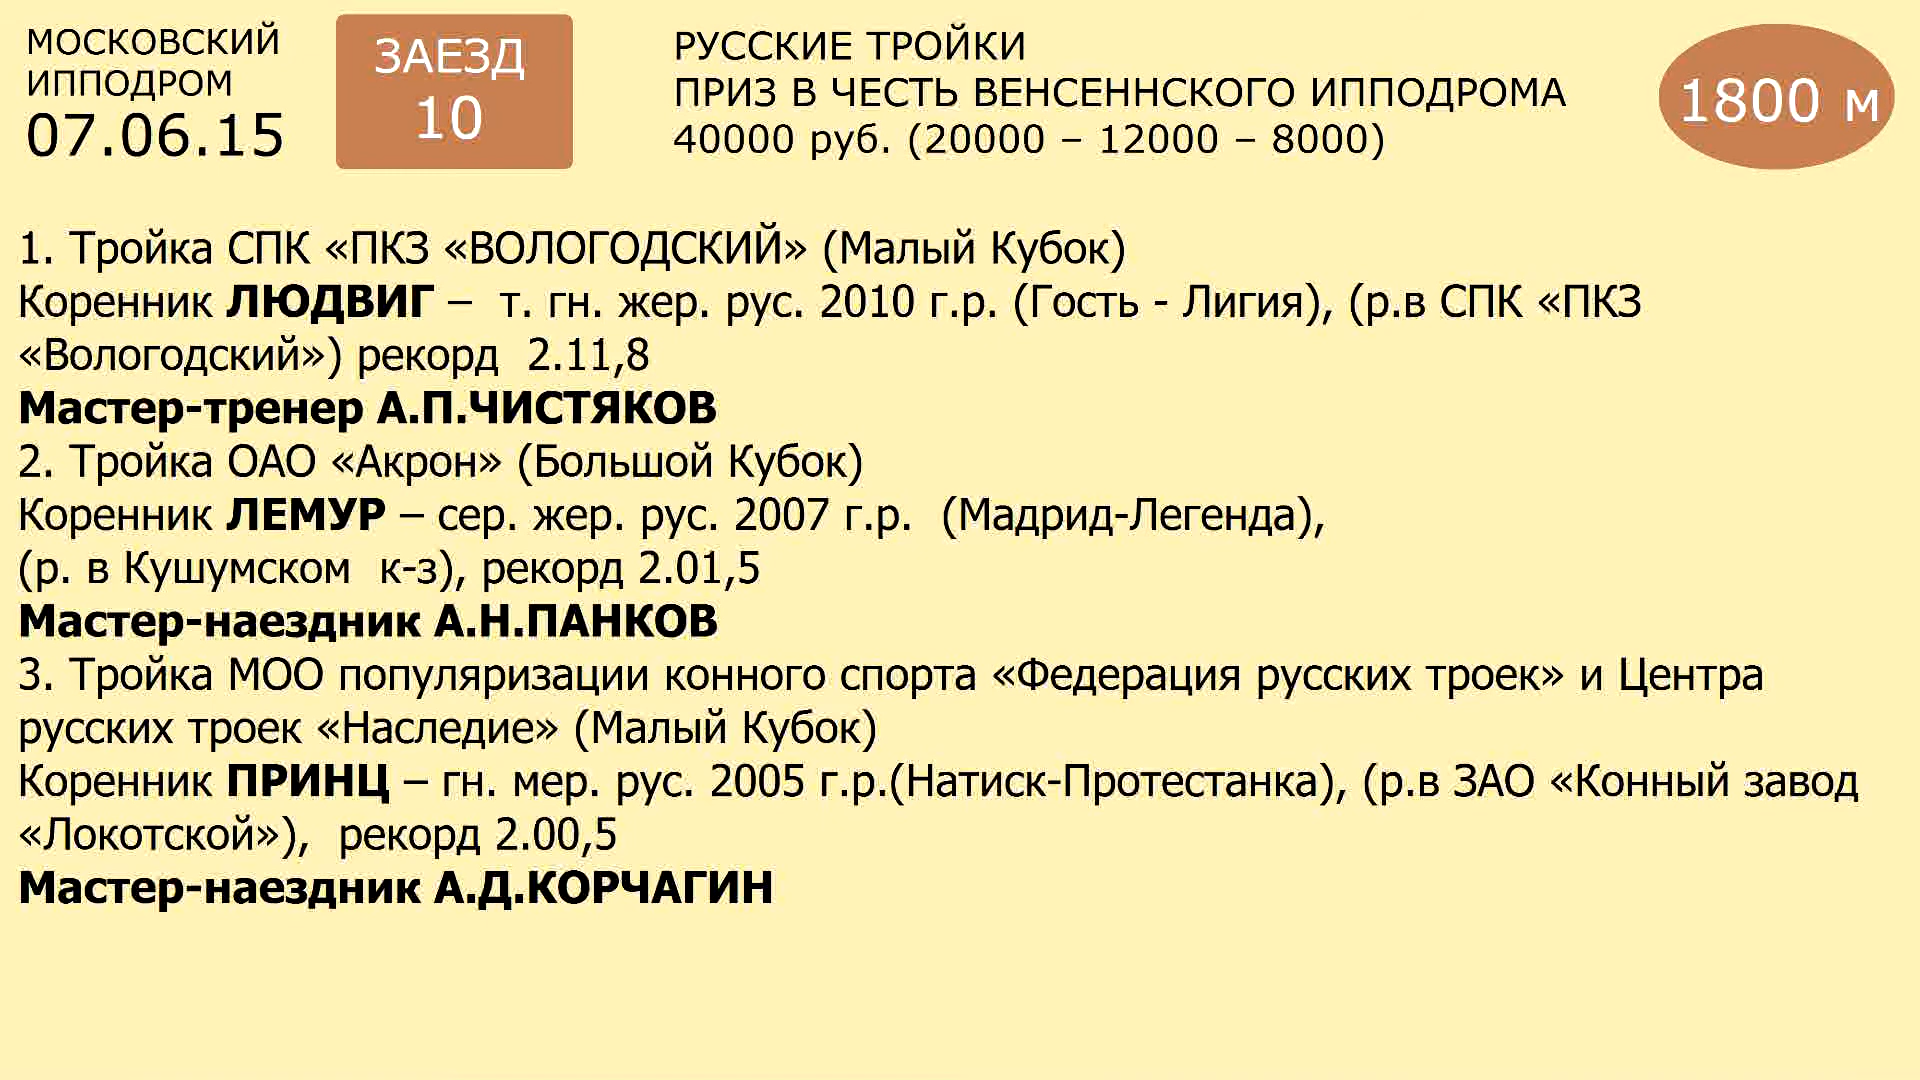 МОСКОВСКИЙ
ИППОДРОМ
07.06.15
ЗАЕЗД
10
РУССКИЕ ТРОЙКИ
ПРИЗ В ЧЕСТЬ ВЕНСЕННСКОГО ИППОДРОМА
40000 руб. (20000 – 12000 – 8000)
1800 м
1. Тройка СПК «ПКЗ «ВОЛОГОДСКИЙ» (Малый Кубок)
Коренник ЛЮДВИГ – т. гн. жер. рус. 2010 г.р. (Гость - Лигия), (р.в СПК «ПКЗ
«Вологодский») рекорд 2.11,8
Мастер-тренер А.П.ЧИСТЯКОВ
2. Тройка ОАО «Акрон» (Большой Кубок)
Коренник ЛЕМУР – сер. жер. рус. 2007 г.р. (Мадрид-Легенда),
(р. в Кушумском к-з), рекорд 2.01,5
Мастер-наездник А.Н.ПАНКОВ
3. Тройка МОО популяризации конного спорта «Федерация русских троек» и Центра
русских троек «Наследие» (Малый Кубок)
Коренник ПРИНЦ – гн. мер. рус. 2005 г.р.(Натиск-Протестанка), (р.в ЗАО «Конный завод
«Локотской»), рекорд 2.00,5
Мастер-наездник А.Д.КОРЧАГИН